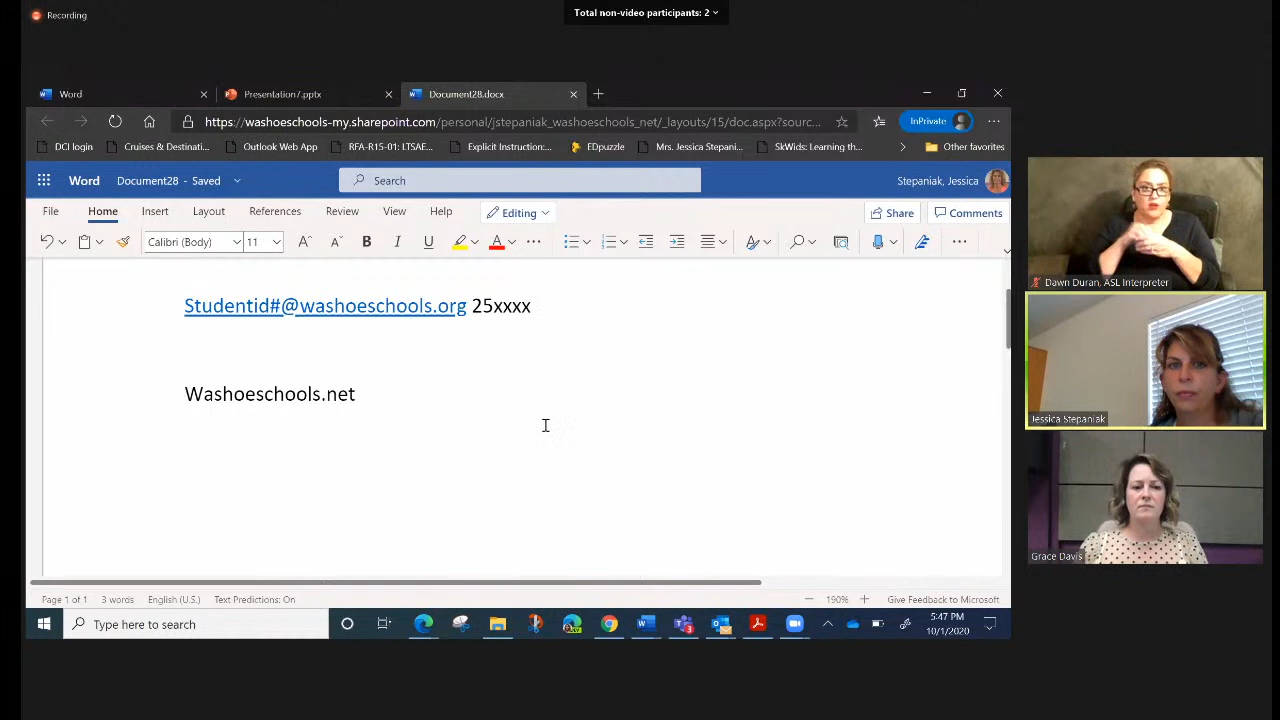 Recording
Total non-video participants: 2
Word
Presentation7.pptx
Document28.docx
https://washoeschools-my.sharepoint.com/personal/jstepaniak_washoeschools_net/_layouts/15/doc.aspx?sourc...
InPrivate
DCI login
Cruises & Destinati...
Outlook Web App
RFA-R15-01: LTSAE...
Explicit Instruction:...
EDpuzzle
Mrs. Jessica Stepani...
SkWids: Learning th...
Other favorites
Word Document28 - Saved
Search
Stepaniak, Jessica
File Home Insert Layout References Review View Help
Editing
Share
Comments
Calibri (Body) 11
Studentid#@washoeschools.org 25xxxx
Washoeschools.net
Page 1 of 1 3 words English (U.S.) Text Predictions: On
190%
Give Feedback to Microsoft
Type here to search
5:47 PM
10/1/2020
Dawn Duran, ASL Interpreter
Jessica Stepaniak
Grace Davis